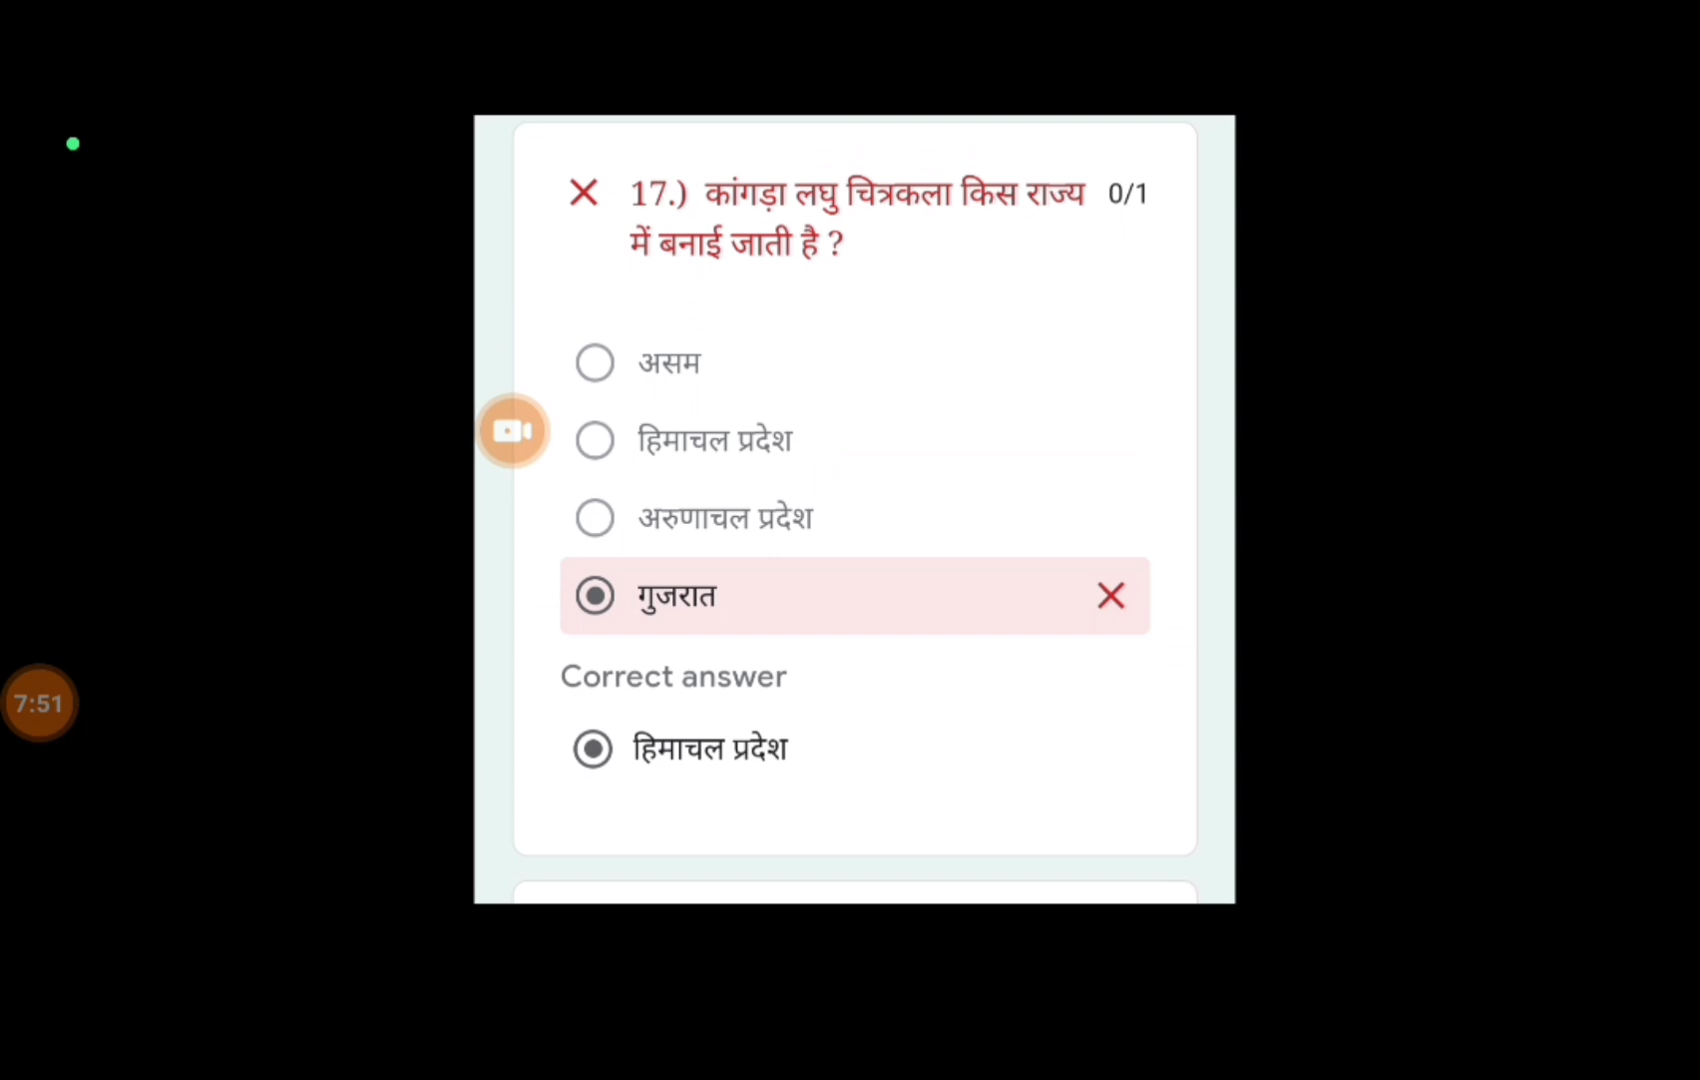 17.) कांगड़ा लघु चित्रकला किस राज्य 0/1
में बनाई जाती है ?
असम
हिमाचल प्रदेश
अरुणाचल प्रदेश
गुजरात
Correct answer
हिमाचल प्रदेश
7:51